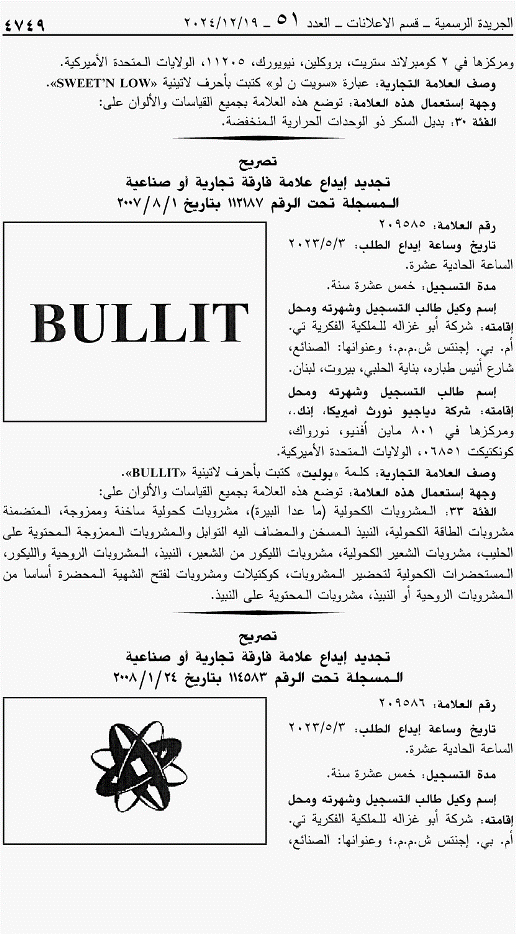 الجريدة الرسمية ـ قسم الاعلانات ـ العدد ٥١ ـ ٢٠٢٤/١٢/١٩
٤٧٤٩
ومركزها في ٢ كومبرلاند ستريت، بروكلين، نيويورك، ١١٢٠٥، الولايات المتحدة الأميركية.
وصف العلامة التجارية: عبارة «سويت ن لو» كتبت بأحرف لاتينية «SWEET'N LOW».
وجهة إستعمال هذه العلامة: توضع هذه العلامة بجميع القياسات والألوان على:
الفئة ٣٠: بديل السكر ذو الوحدات الحرارية المنخفضة.
تصريح
تجديد إيداع علامة فارقة تجارية أو صناعية
المسجلة تحت الرقم ١١٢١٨٧ بتاريخ ٢٠٠٧/٨/١
رقم العلامة: ٢٠٩٥٨٥
تاريخ وساعة إيداع الطلب: ٢٠٢٣/٥/٣
الساعة الحادية عشرة.
مدة التسجيل: خمس عشرة سنة.
إسم وكيل طالب التسجيل وشهرته ومحل
إقامته: شركة أبو غزاله للملكية الفكرية تي.
أم. بي. إجنتس ش.م.م.؛ وعنوانها: الصنائع،
شارع أنيس طباره، بناية الحلبي، بيروت، لبنان.
إسم طالب التسجيل وشهرته ومحل
إقامته: شركة دياجيو نورث أميركا، إنك.،
ومركزها في ٨٠١ ماين أفنيو، نورواك،
كونكتيكت ٠٦٨٥١، الولايات المتحدة الأميركية.
BULLIT
وصف العلامة التجارية: كلمة «بوليت» كتبت بأحرف لاتينية «BULLIT».
وجهة إستعمال هذه العلامة: توضع هذه العلامة بجميع القياسات والألوان على:
الفئة ٣٣: المشروبات الكحولية (ما عدا البيرة)، مشروبات كحولية ساخنة وممزوجة، المتضمنة
مشروبات الطاقة الكحولية، النبيذ المسخن والمضاف اليه التوابل والمشروبات الممزوجة المحتوية على
الحليب، مشروبات الشعير الكحولية، مشروبات الليكور من الشعير، النبيذ، المشروبات الروحية والليكور،
المستحضرات الكحولية لتحضير المشروبات، كوكتيلات ومشروبات لفتح الشهية المحضرة أساسا من
المشروبات الروحية أو النبيذ، مشروبات المحتوية على النبيذ.
تصريح
تجديد إيداع علامة فارقة تجارية أو صناعية
المسجلة تحت الرقم ١١٤٥٨٣ بتاريخ ٢٠٠٨/١/٢٤
رقم العلامة: ٢٠٩٥٨٦
تاريخ وساعة إيداع الطلب: ٢٠٢٣/٥/٣
الساعة الحادية عشرة.
مدة التسجيل: خمس عشرة سنة.
إسم وكيل طالب التسجيل وشهرته ومحل
إقامته: شركة أبو غزاله للملكية الفكرية تي.
أم. بي. إجنتس ش.م.م.؛ وعنوانها: الصنائع،